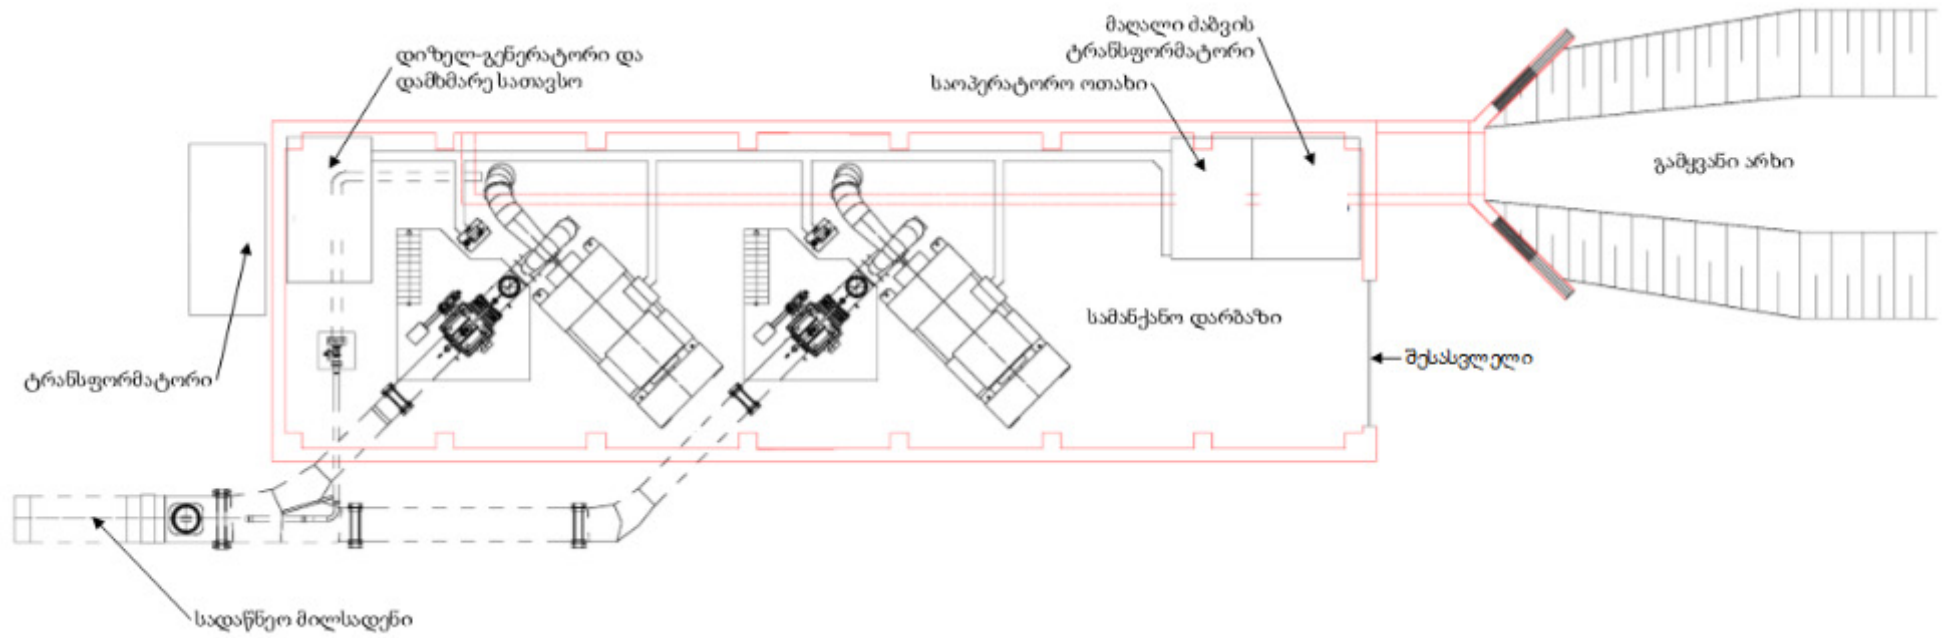 მაღალი ძაბვის
ტრანსფორმატორი
დიზელ-გენერატორი და
დამხმარე სათავსო
საოპერატორო ოთახი
გამყვანი არხი
სამანქანო დარბაზი
შესასვლელი
ტრანსფორმატორი
სადაწნეო მილსადენი